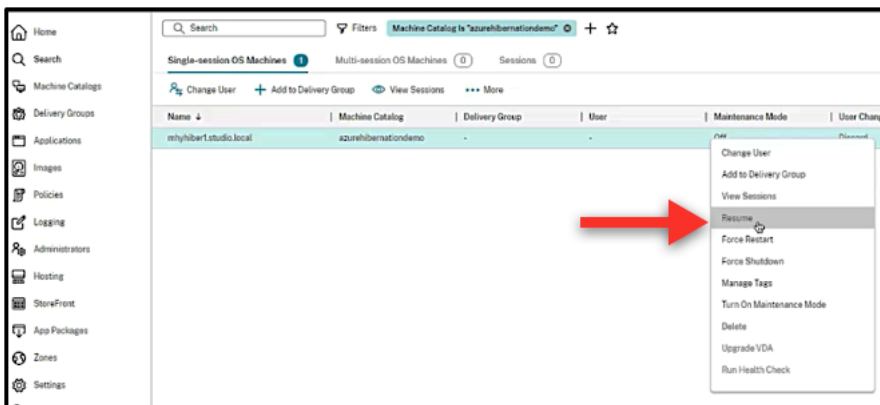 Home
Search
Machine Catalogs
Delivery Groups
Applications
Images
Policies
Logging
Administrators
Hosting
StoreFront
App Packages
Zones
Settings
Search Filters Machine Catalog Is "azurehibernationdemo"
Single-session OS Machines 1 Multi-session OS Machines 0 Sessions 0
Change User Add to Delivery Group View Sessions More
Name Machine Catalog Delivery Group User Maintenance Mode User Chang
mhyhiber1.studio.local azurehibernationdemo - - Off Discard
Change User
Add to Delivery Group
View Sessions
Resume
Force Restart
Force Shutdown
Manage Tags
Turn On Maintenance Mode
Delete
Upgrade VDA
Run Health Check